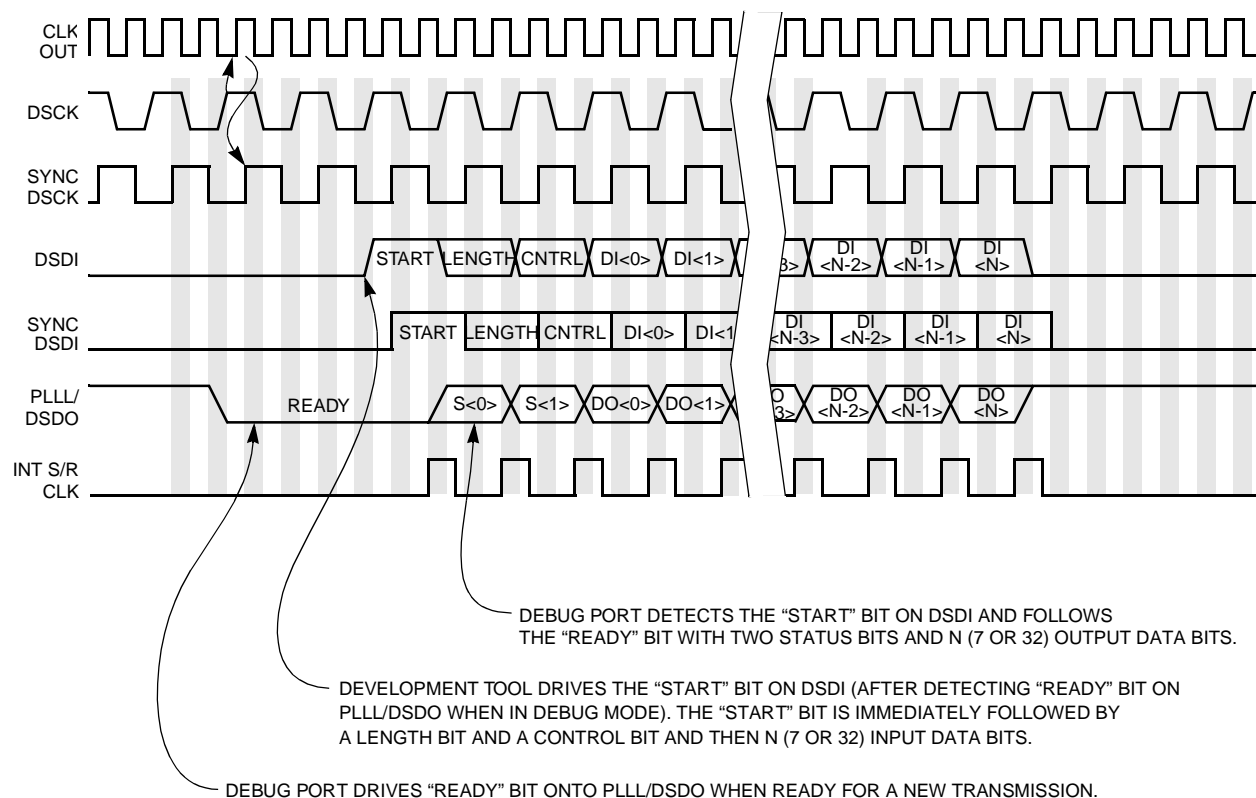 CLK
OUT
DSCK
SYNC
DSCK
DSDI
START LENGTH CNTRL DI<0> DI<1> 3> DI <N-2> DI <N-1> DI <N>
SYNC
DSDI
START LENGTH CNTRL DI<0> DI<1 DI <N-3> DI <N-2> DI <N-1> DI <N>
PLLL/
DSDO
READY S<0> S<1> DO<0> DO<1> O 3> DO <N-2> DO <N-1> DO <N>
INT S/R
CLK
DEBUG PORT DETECTS THE “START” BIT ON DSDI AND FOLLOWS
THE “READY” BIT WITH TWO STATUS BITS AND N (7 OR 32) OUTPUT DATA BITS.
DEVELOPMENT TOOL DRIVES THE “START” BIT ON DSDI (AFTER DETECTING “READY” BIT ON
PLLL/DSDO WHEN IN DEBUG MODE). THE “START” BIT IS IMMEDIATELY FOLLOWED BY
A LENGTH BIT AND A CONTROL BIT AND THEN N (7 OR 32) INPUT DATA BITS.
DEBUG PORT DRIVES “READY” BIT ONTO PLLL/DSDO WHEN READY FOR A NEW TRANSMISSION.